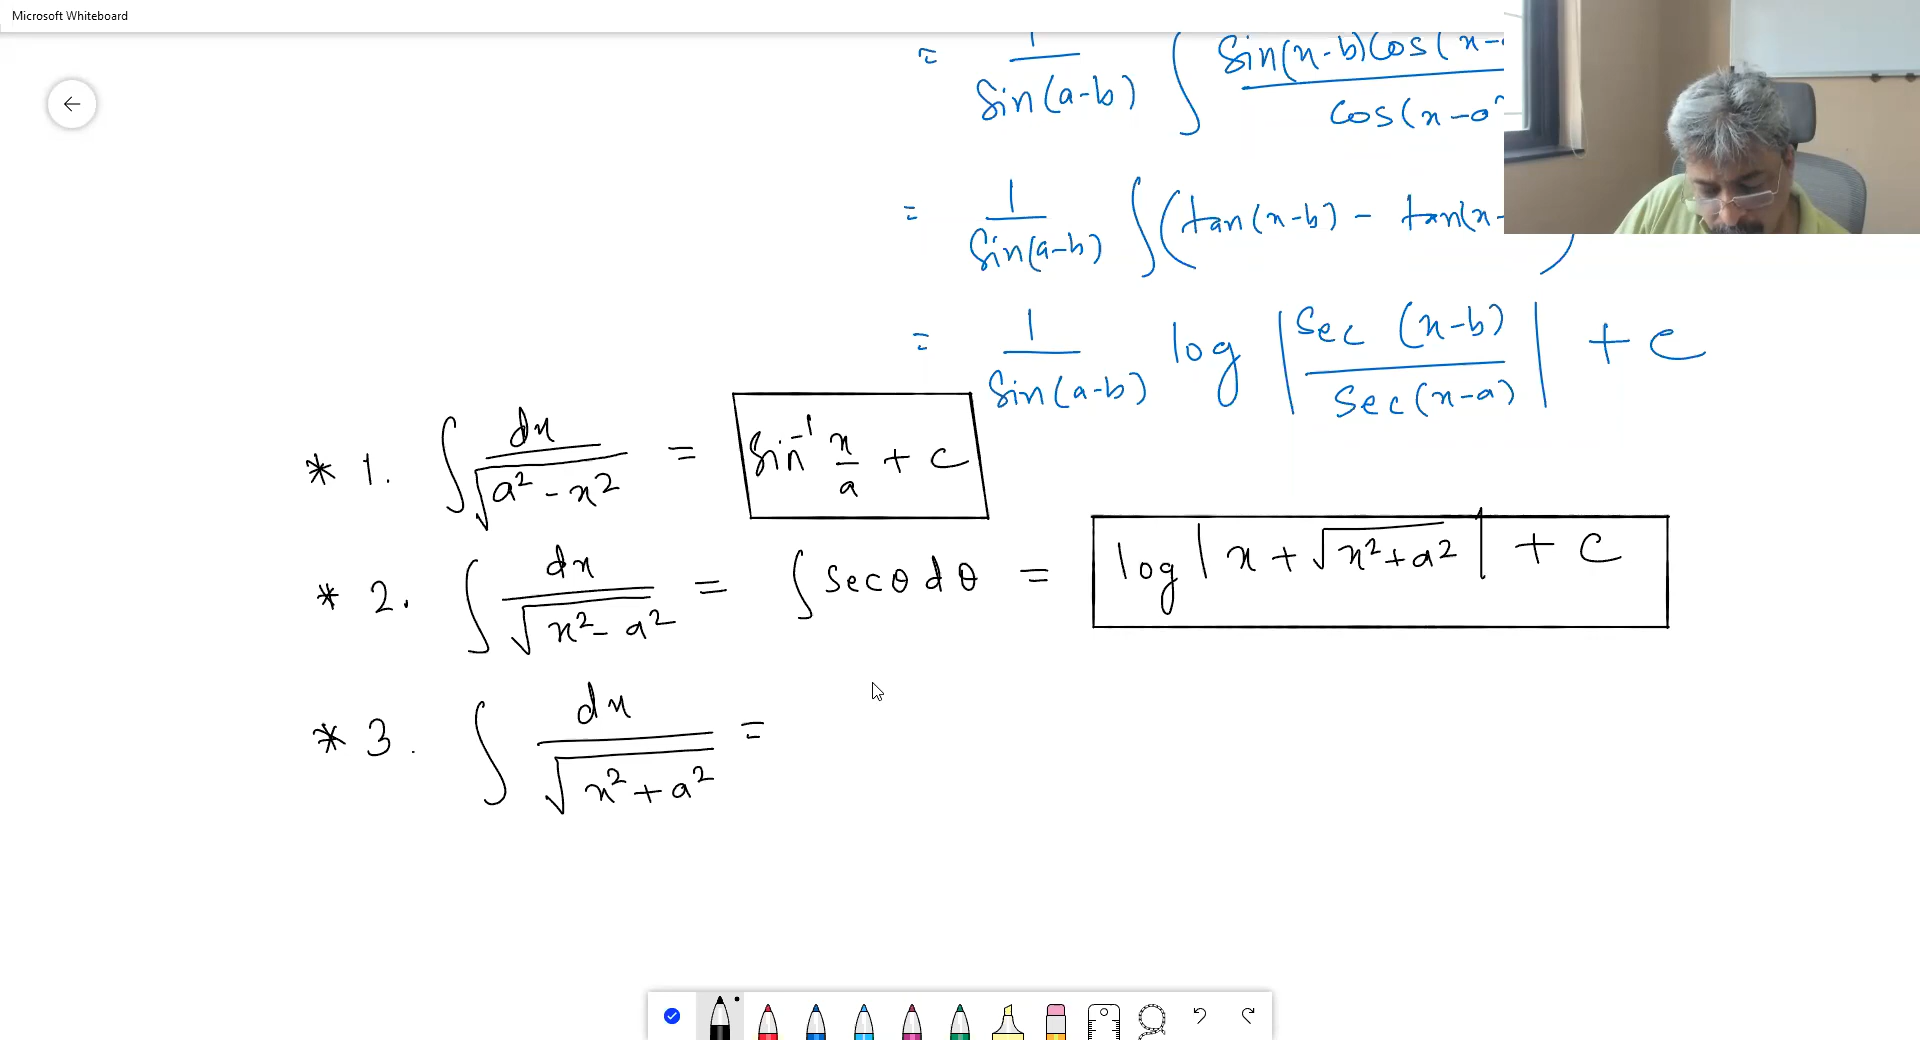 Microsoft Whiteboard
= 1/Sin(a-b) ∫ Sin(x-b)Cos(x-/Cos(x-a
= 1/Sin(a-b) ∫(tan(x-b) - tan(x- )
= 1/Sin(a-b) log |Sec (x-b)/Sec(x-a)| + c
* 1. ∫ dx/√(a² - x²) = Sin⁻¹ x/a + c
* 2. ∫ dx/√(x² - a²) = ∫ Secθ dθ = log | x + √(x² + a²) | + c
* 3. ∫ dx/√(x² + a²) =